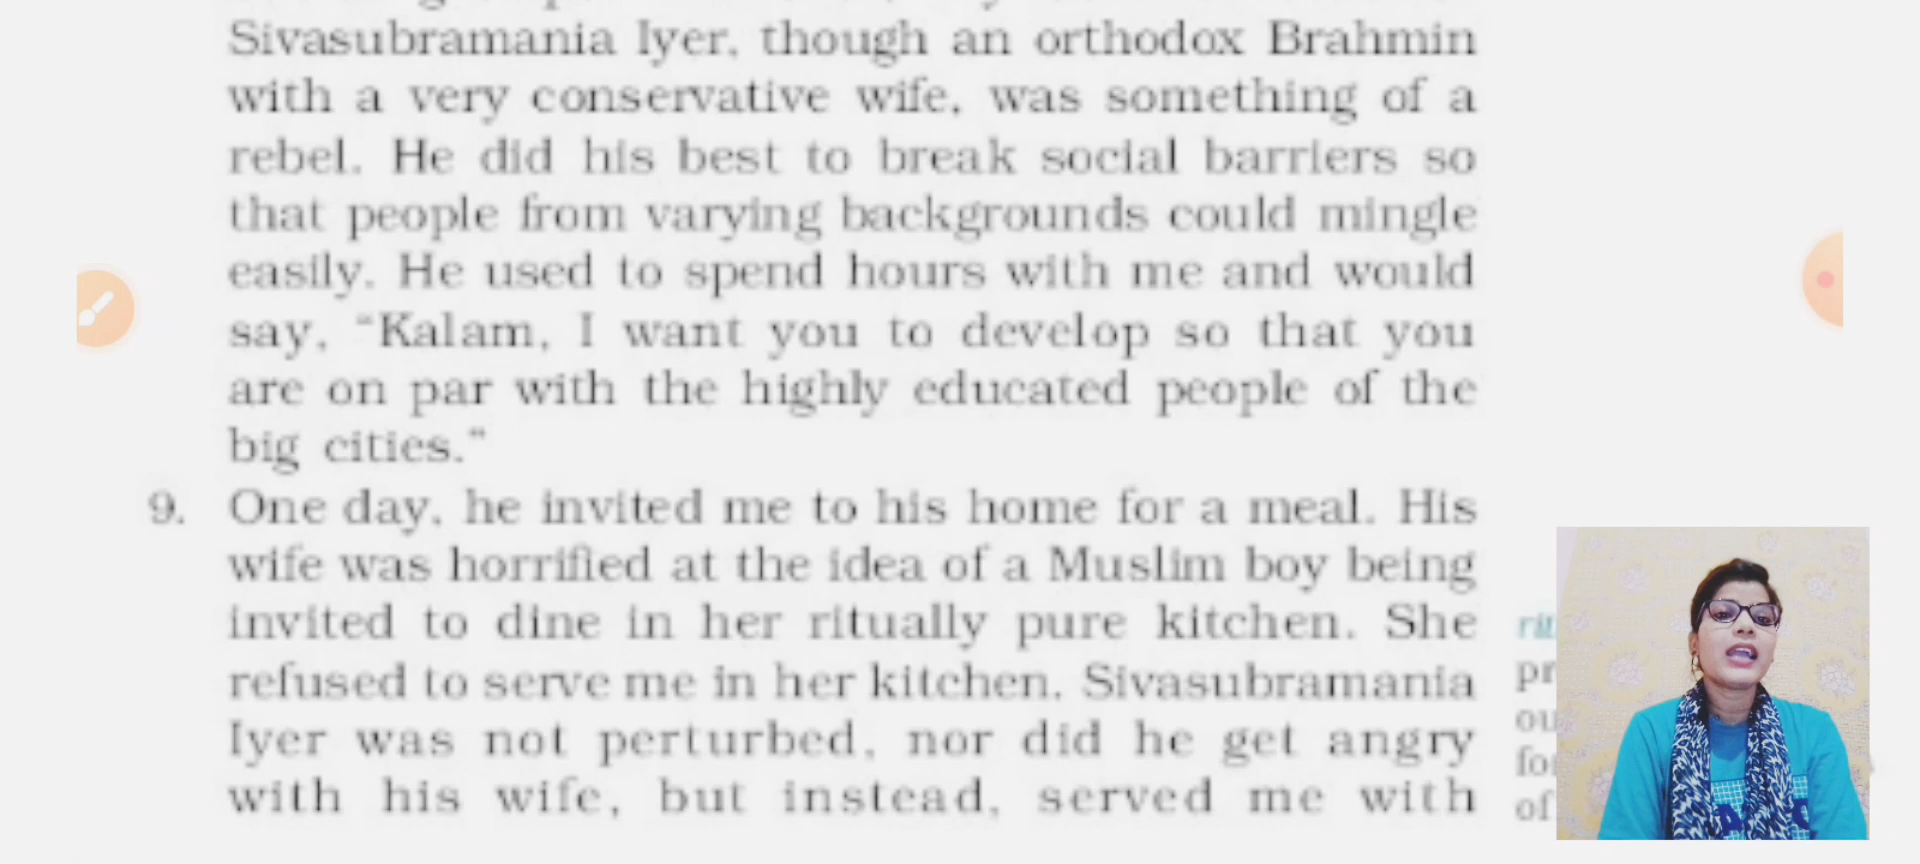 Sivasubramania Iyer, though an orthodox Brahmin
with a very conservative wife, was something of a
rebel. He did his best to break social barriers so
that people from varying backgrounds could mingle
easily. He used to spend hours with me and would
say, “Kalam, I want you to develop so that you
are on par with the highly educated people of the
big cities.”
9. One day, he invited me to his home for a meal. His
wife was horrified at the idea of a Muslim boy being
invited to dine in her ritually pure kitchen. She
refused to serve me in her kitchen. Sivasubramania
Iyer was not perturbed, nor did he get angry
with his wife, but instead, served me with
of